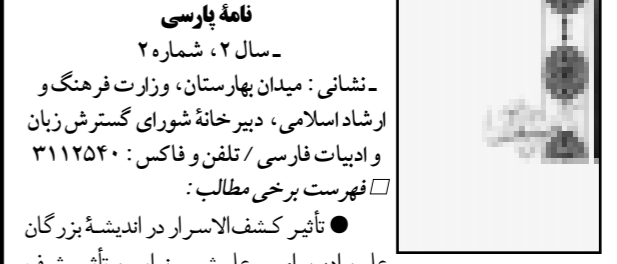 نامهٔ پارسی
ـ سال ۲، شماره ۲
ـ نشانی : میدان بهارستان، وزارت فرهنگ و
ارشاد اسلامی، دبیرخانهٔ شورای گسترش زبان
و ادبیات فارسی / تلفن و فاکس : ۳۱۱۲۵۴۰
□ فهرست برخی مطالب :
● تأثیر کشف‌الاسرار در اندیشهٔ بزرگان